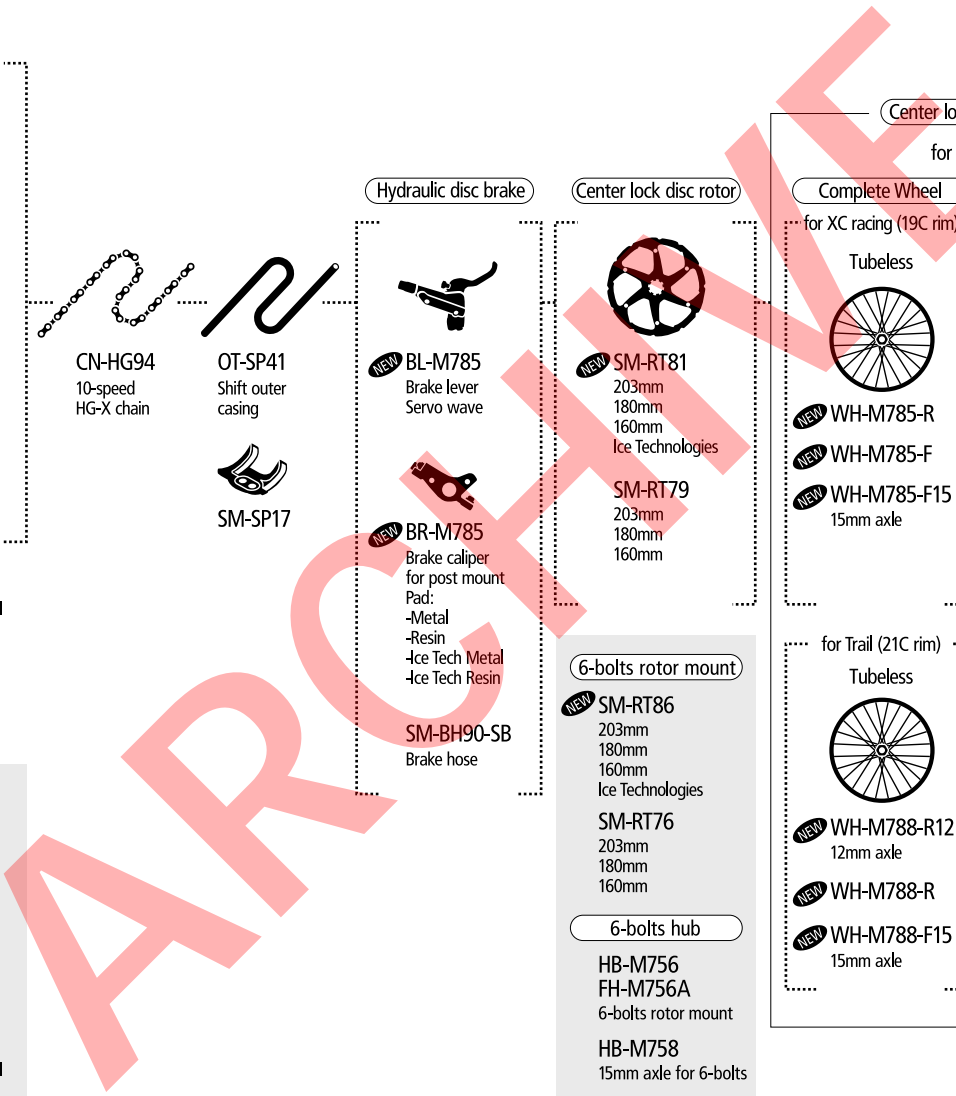 CN-HG94
10-speed
HG-X chain
OT-SP41
Shift outer
casing
SM-SP17
Hydraulic disc brake
NEW BL-M785
Brake lever
Servo wave
NEW BR-M785
Brake caliper
for post mount
Pad:
-Metal
-Resin
-Ice Tech Metal
-Ice Tech Resin
SM-BH90-SB
Brake hose
Center lock disc rotor
NEW SM-RT81
203mm
180mm
160mm
Ice Technologies
SM-RT79
203mm
180mm
160mm
6-bolts rotor mount
NEW SM-RT86
203mm
180mm
160mm
Ice Technologies
SM-RT76
203mm
180mm
160mm
6-bolts hub
HB-M756
FH-M756A
6-bolts rotor mount
HB-M758
15mm axle for 6-bolts
Center lo
for
Complete Wheel
for XC racing (19C rim)
Tubeless
NEW WH-M785-R
NEW WH-M785-F
NEW WH-M785-F15
15mm axle
for Trail (21C rim)
Tubeless
NEW WH-M788-R12
12mm axle
NEW WH-M788-R
NEW WH-M788-F15
15mm axle
ARCHIVE